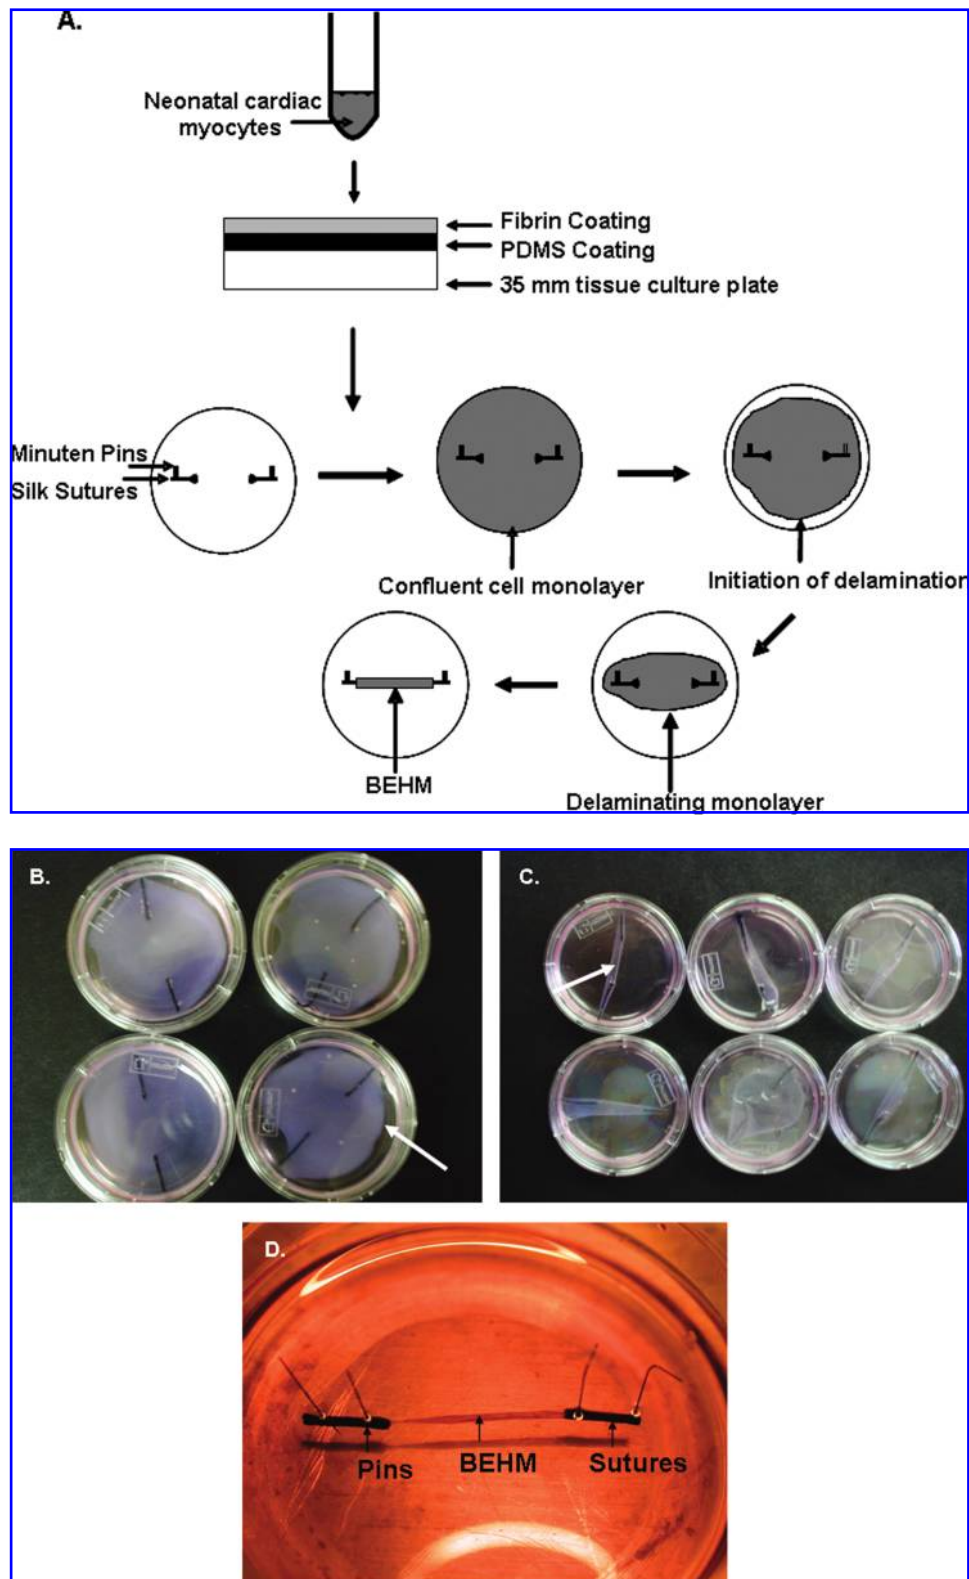 A.
Neonatal cardiac
myocytes
Fibrin Coating
PDMS Coating
35 mm tissue culture plate
Minuten Pins
Silk Sutures
Confluent cell monolayer
Initiation of delamination
BEHM
Delaminating monolayer
B.
C.
D.
Pins
BEHM
Sutures